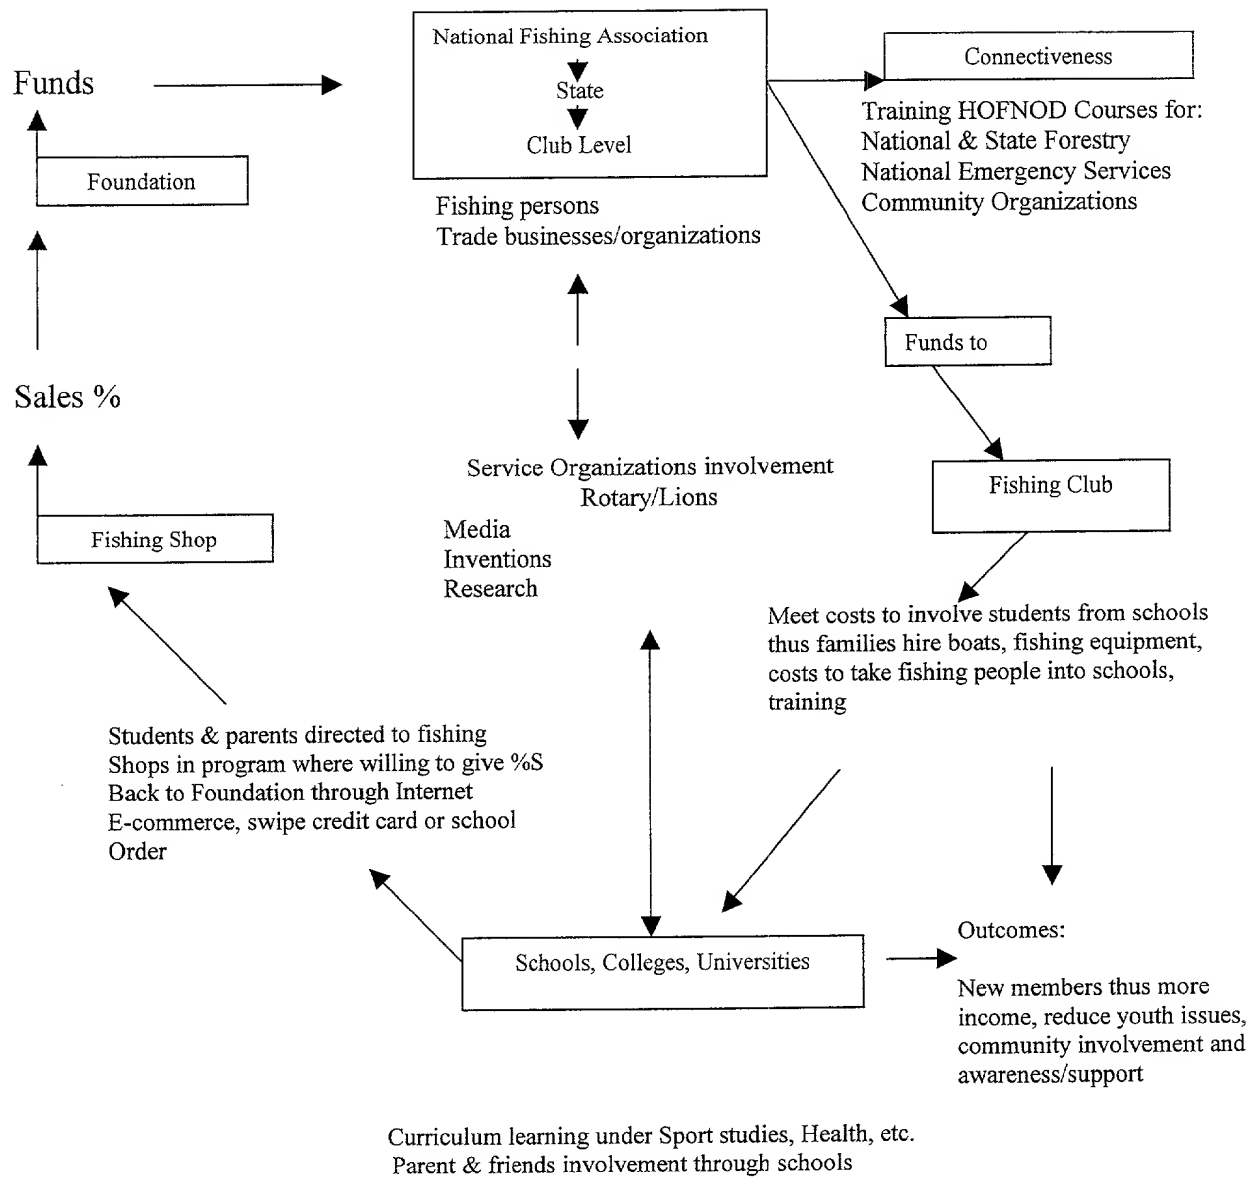 National Fishing Association
State
Club Level
Connectiveness
Funds
Training HOFNOD Courses for:
National & State Forestry
National Emergency Services
Community Organizations
Foundation
Fishing persons
Trade businesses/organizations
Funds to
Sales %
Service Organizations involvement
Rotary/Lions
Media
Inventions
Research
Fishing Club
Fishing Shop
Meet costs to involve students from schools
thus families hire boats, fishing equipment,
costs to take fishing people into schools,
training
Students & parents directed to fishing
Shops in program where willing to give %S
Back to Foundation through Internet
E-commerce, swipe credit card or school
Order
Schools, Colleges, Universities
Outcomes:
New members thus more
income, reduce youth issues,
community involvement and
awareness/support
Curriculum learning under Sport studies, Health, etc.
Parent & friends involvement through schools